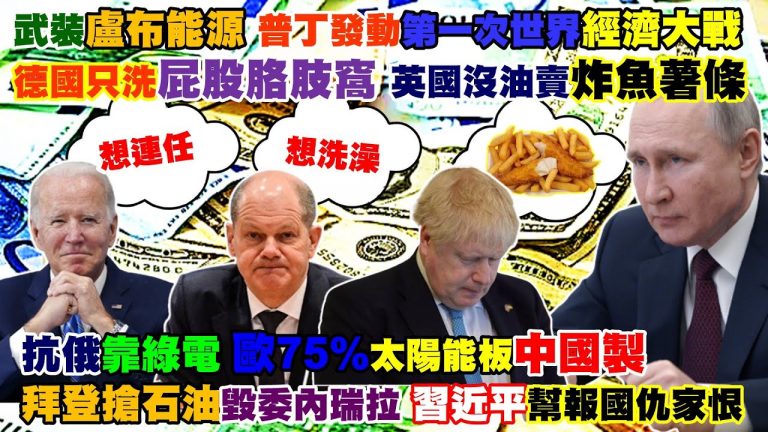 武裝盧布能源 普丁發動第一次世界經濟大戰
德國只洗屁股胳肢窩 英國沒油賣炸魚薯條
想連任
想洗澡
抗俄靠綠電 歐75%太陽能板中國製
拜登搶石油毀委內瑞拉 習近平幫報國仇家恨